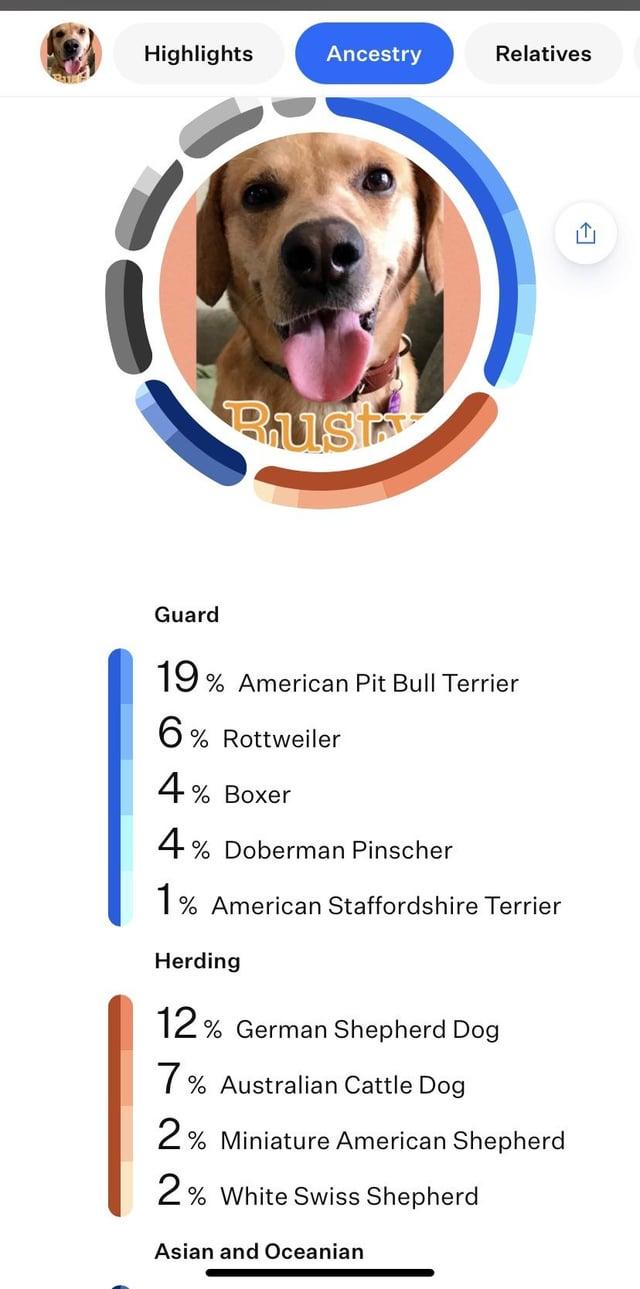 Highlights
Ancestry
Relatives
Rusty
Guard
19 % American Pit Bull Terrier
6 % Rottweiler
4 % Boxer
4 % Doberman Pinscher
1 % American Staffordshire Terrier
Herding
12 % German Shepherd Dog
7 % Australian Cattle Dog
2 % Miniature American Shepherd
2 % White Swiss Shepherd
Asian and Oceanian